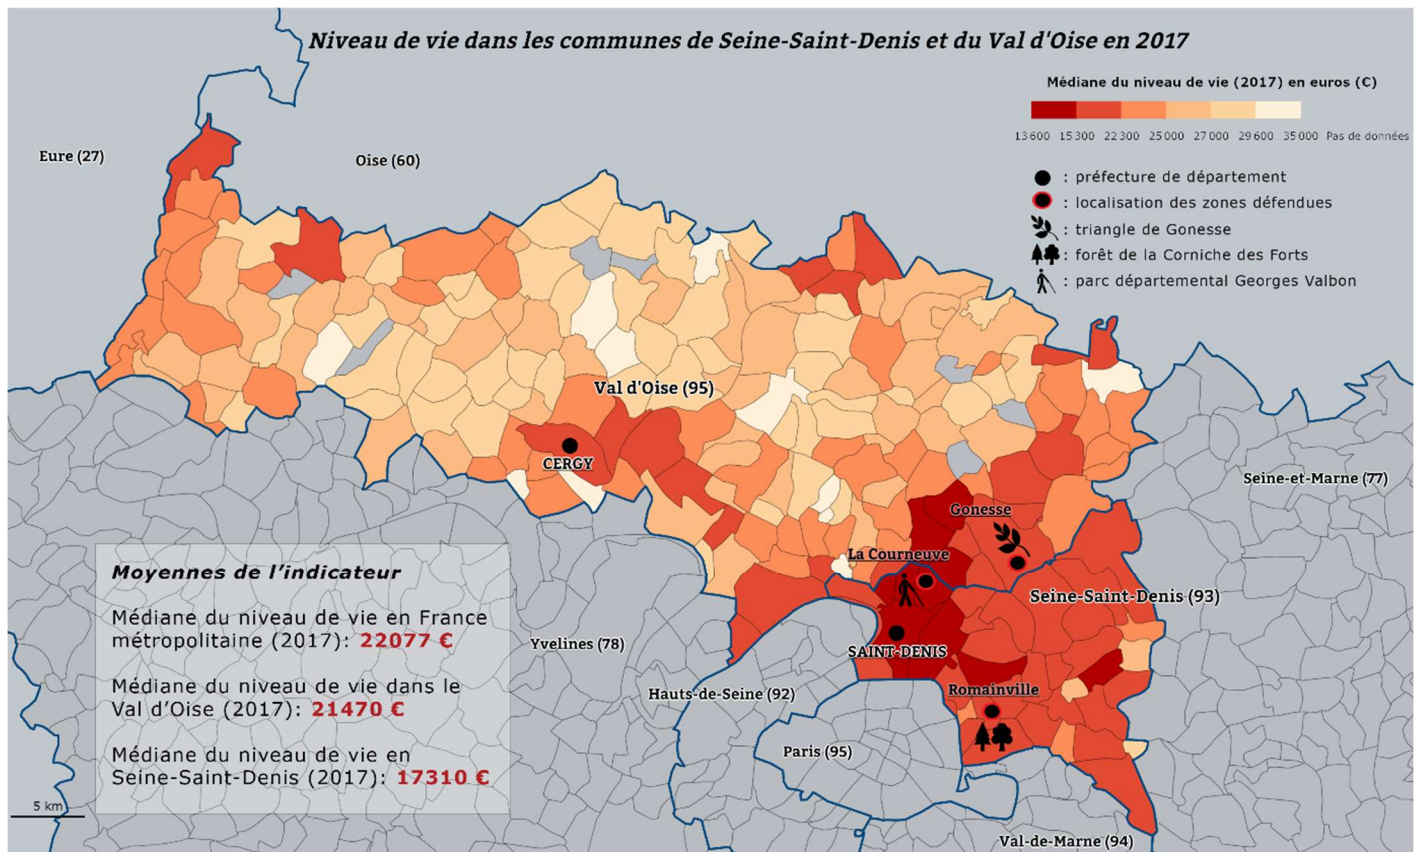 Niveau de vie dans les communes de Seine-Saint-Denis et du Val d'Oise en 2017
Médiane du niveau de vie (2017) en euros (€)
13 600 15 300 22 300 25 000 27 000 29 600 35 000 Pas de données
: préfecture de département
: localisation des zones défendues
: triangle de Gonesse
: forêt de la Corniche des Forts
: parc départemental Georges Valbon
Eure (27)
Oise (60)
Val d'Oise (95)
CERGY
Seine-et-Marne (77)
Gonesse
La Courneuve
Seine-Saint-Denis (93)
SAINT-DENIS
Yvelines (78)
Hauts-de-Seine (92)
Romainville
Paris (95)
Val-de-Marne (94)
Moyennes de l'indicateur
Médiane du niveau de vie en France
métropolitaine (2017): 22077 €
Médiane du niveau de vie dans le
Val d'Oise (2017): 21470 €
Médiane du niveau de vie en
Seine-Saint-Denis (2017): 17310 €
5 km